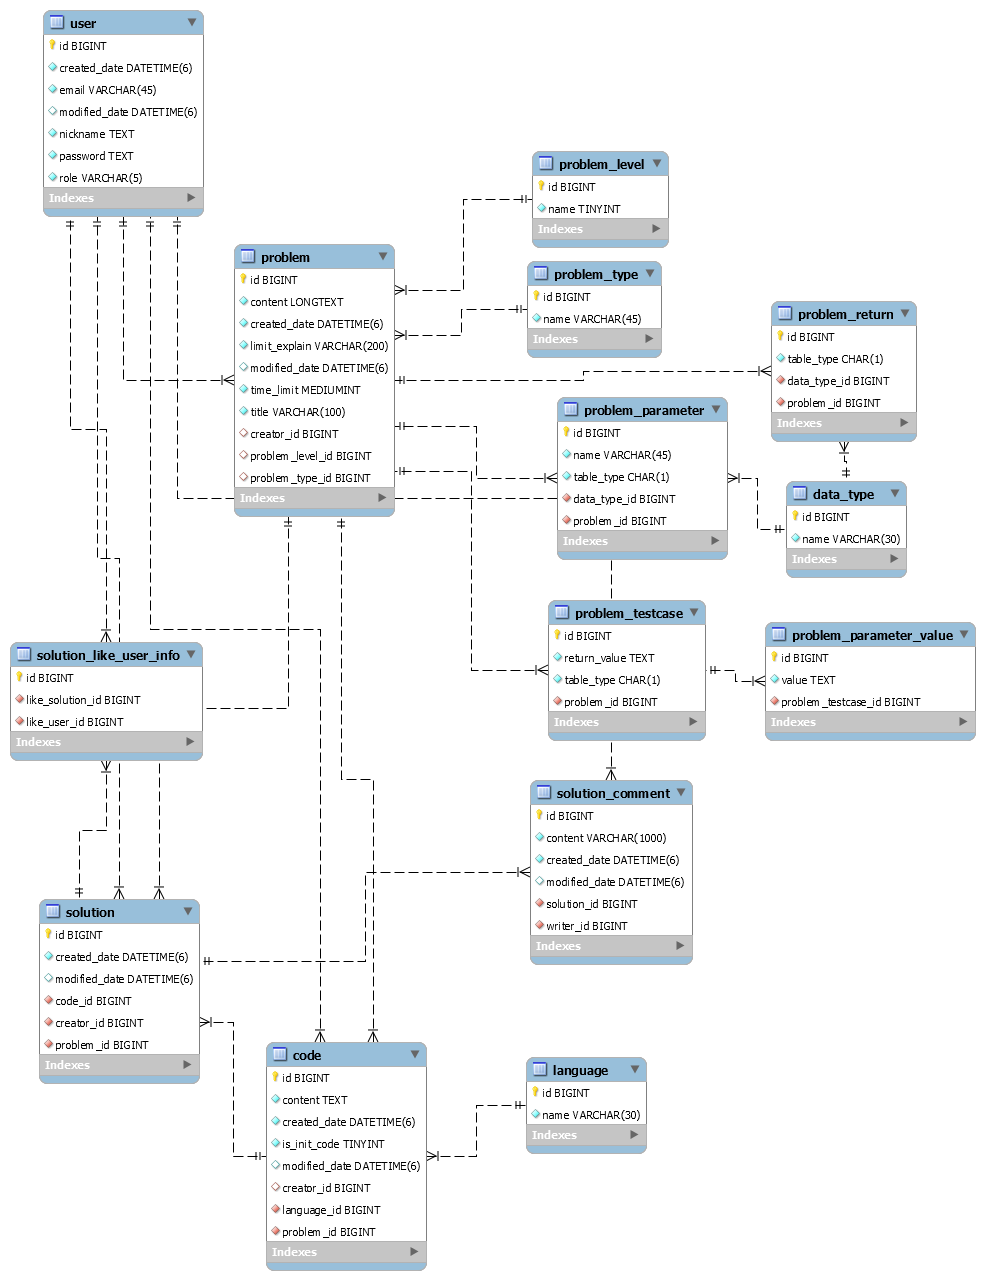 user
id BIGINT
created_date DATETIME(6)
email VARCHAR(45)
modified_date DATETIME(6)
nickname TEXT
password TEXT
role VARCHAR(5)
Indexes
problem_level
id BIGINT
name TINYINT
Indexes
problem
id BIGINT
content LONGTEXT
created_date DATETIME(6)
limit_explain VARCHAR(200)
modified_date DATETIME(6)
time_limit MEDIUMINT
title VARCHAR(100)
creator_id BIGINT
problem_level_id BIGINT
problem_type_id BIGINT
Indexes
problem_type
id BIGINT
name VARCHAR(45)
Indexes
problem_return
id BIGINT
table_type CHAR(1)
data_type_id BIGINT
problem_id BIGINT
Indexes
problem_parameter
id BIGINT
name VARCHAR(45)
table_type CHAR(1)
data_type_id BIGINT
problem_id BIGINT
Indexes
data_type
id BIGINT
name VARCHAR(30)
Indexes
problem_testcase
id BIGINT
return_value TEXT
table_type CHAR(1)
problem_id BIGINT
Indexes
problem_parameter_value
id BIGINT
value TEXT
problem_testcase_id BIGINT
Indexes
solution_like_user_info
id BIGINT
like_solution_id BIGINT
like_user_id BIGINT
Indexes
solution_comment
id BIGINT
content VARCHAR(1000)
created_date DATETIME(6)
modified_date DATETIME(6)
solution_id BIGINT
writer_id BIGINT
Indexes
solution
id BIGINT
created_date DATETIME(6)
modified_date DATETIME(6)
code_id BIGINT
creator_id BIGINT
problem_id BIGINT
Indexes
code
id BIGINT
content TEXT
created_date DATETIME(6)
is_init_code TINYINT
modified_date DATETIME(6)
creator_id BIGINT
language_id BIGINT
problem_id BIGINT
Indexes
language
id BIGINT
name VARCHAR(30)
Indexes